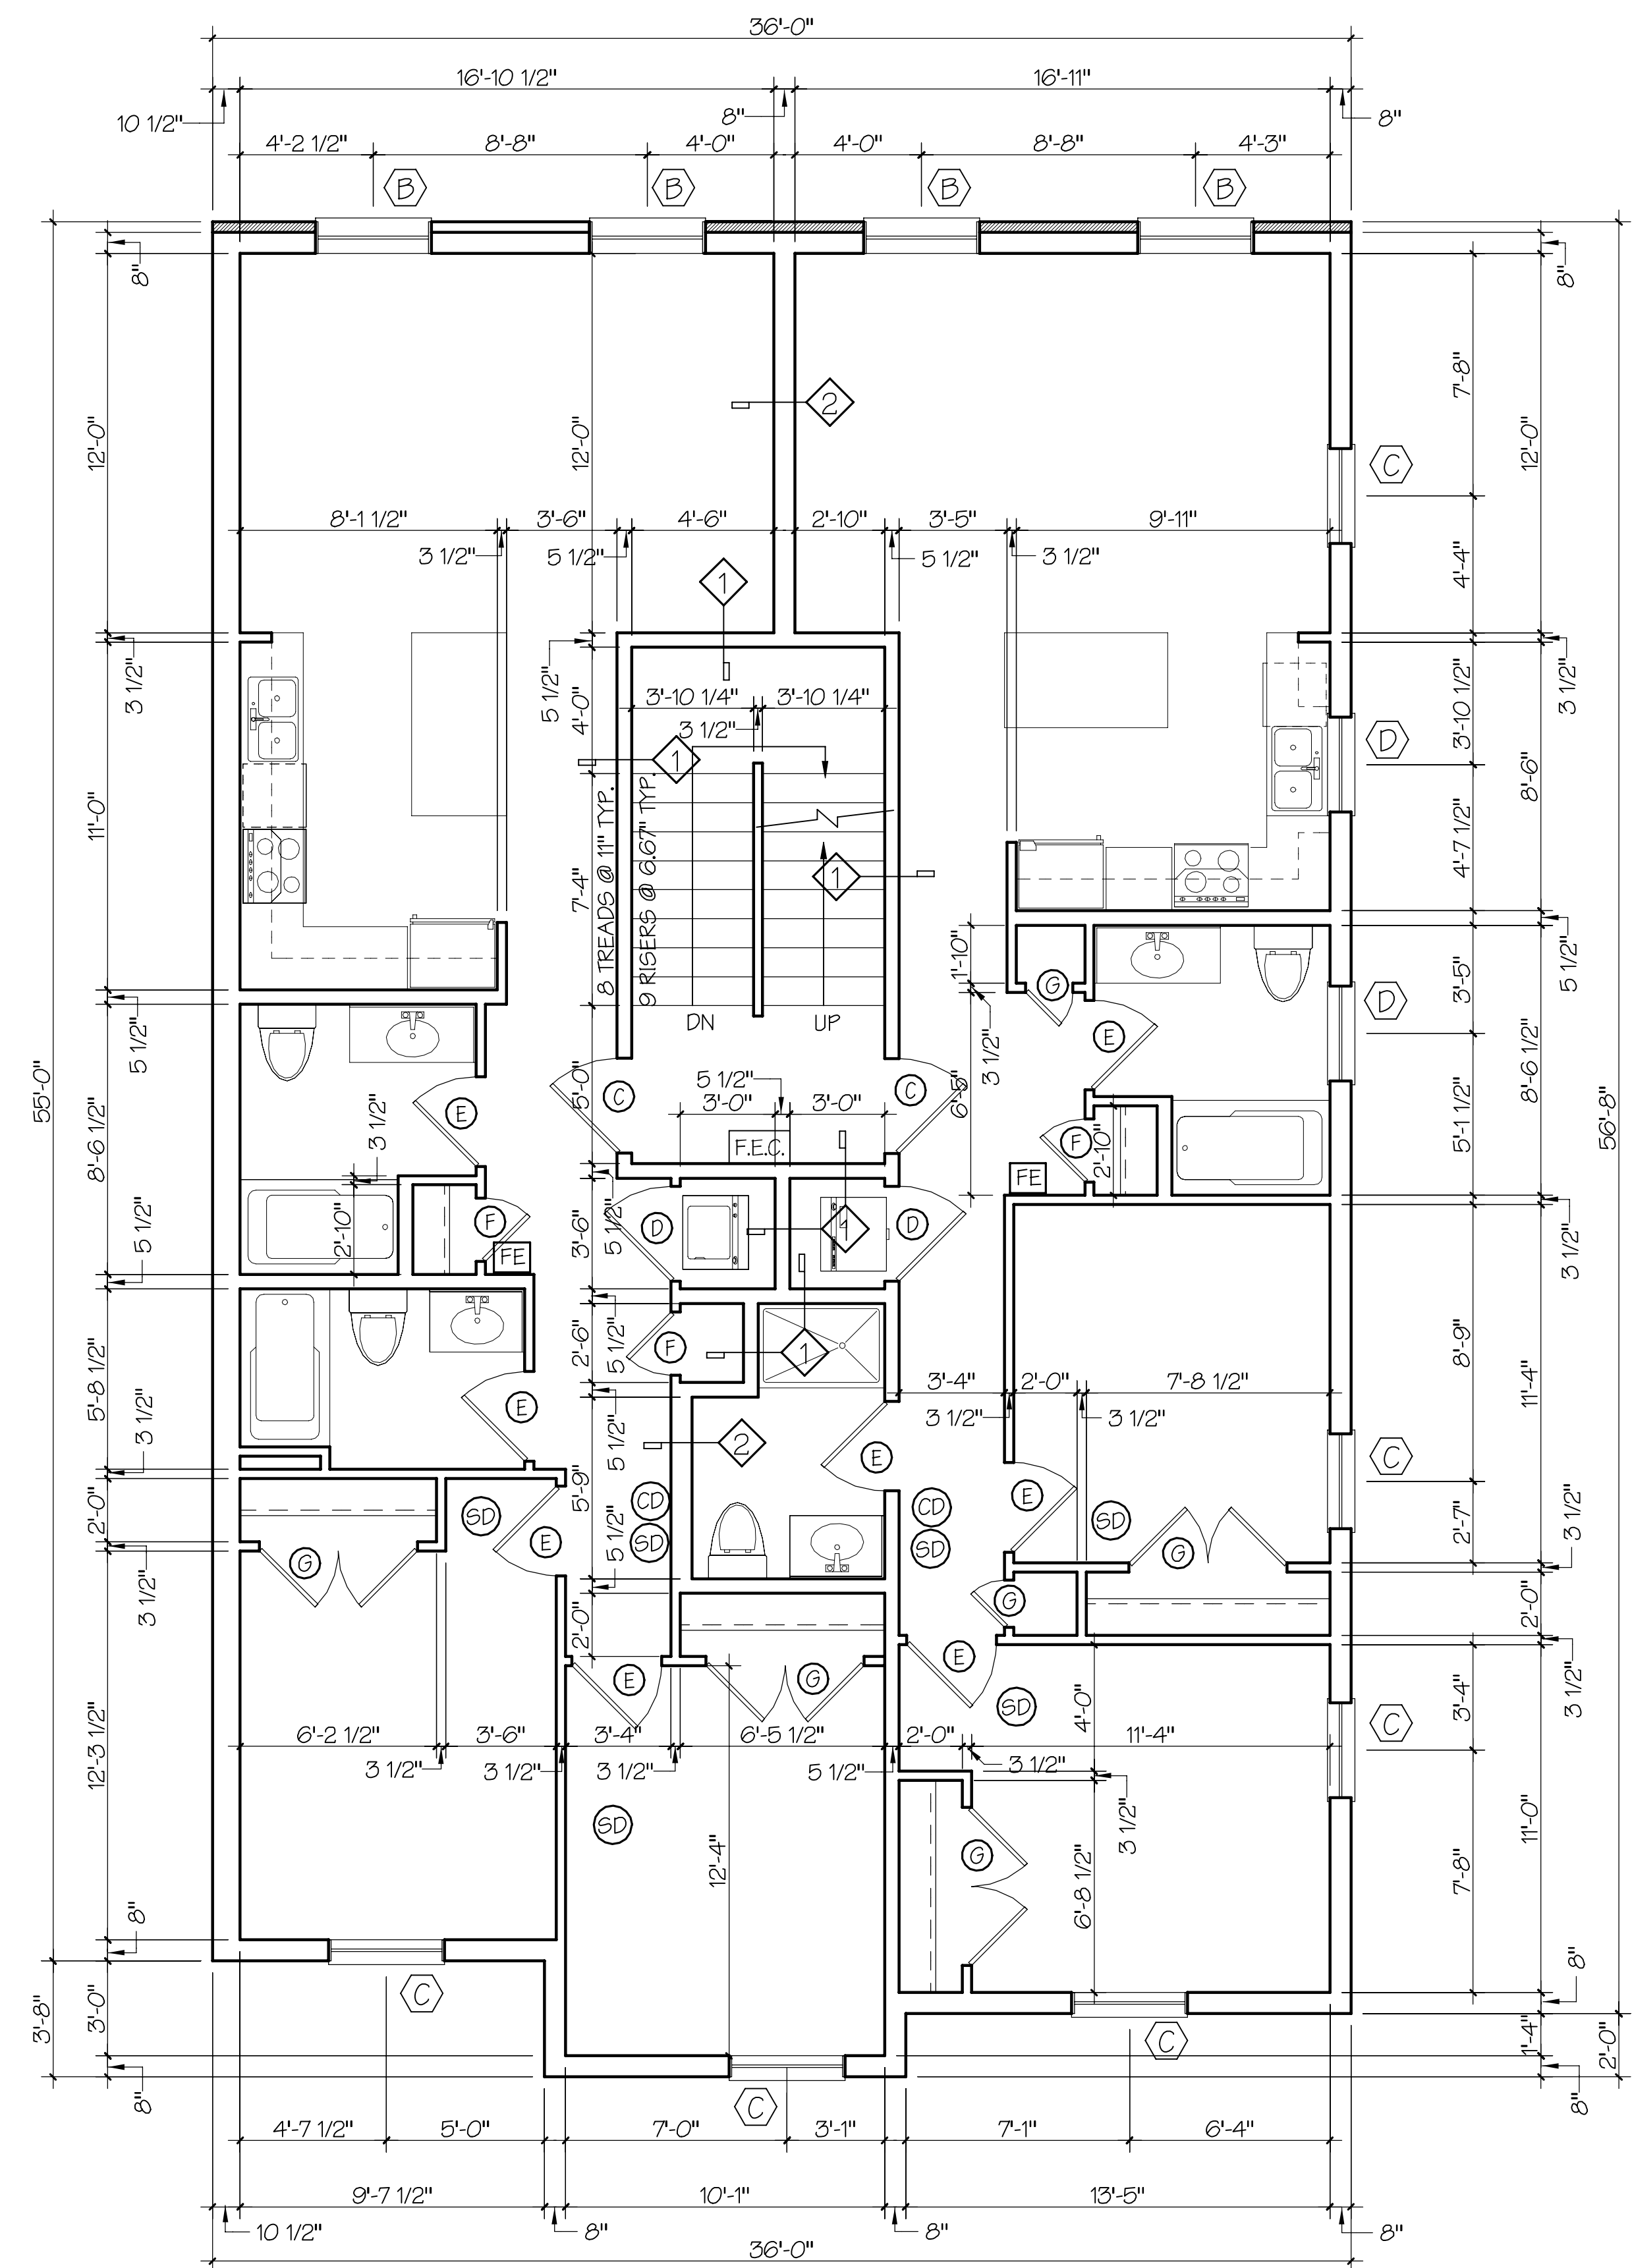 36'-0"
16'-10 1/2"
16'-11"
10 1/2"
8"
8"
4'-2 1/2"
8'-8"
4'-0"
4'-0"
8'-8"
4'-3"
B
B
B
B
8"
8"
7'-8"
2
12'-0"
12'-0"
12'-0"
C
8'-1 1/2"
3'-6"
4'-6"
2'-10"
3'-5"
9'-11"
3 1/2"
5 1/2"
5 1/2"
3 1/2"
4'-4"
1
3 1/2"
5 1/2"
4'-0"
3'-10 1/4"
3'-10 1/4"
3 1/2"
3'-10 1/2"
3 1/2"
D
1
8'-6"
11'-0"
8 TREADS @ 11" TYP.
9 RISERS @ 6.67" TYP.
7'-4"
1
4'-7 1/2"
1'-10"
5 1/2"
3'-5"
G
D
DN
UP
5 1/2"
3 1/2"
E
55'-0"
5'-0"
C
C
6'-5"
8'-6 1/2"
5 1/2"
3'-0"
3'-0"
E
3 1/2"
8'-6 1/2"
5'-1 1/2"
56'-8"
F.E.C.
F
2'-10"
FE
5 1/2"
2'-10"
F
FE
3'-6"
5 1/2"
D
1
D
3 1/2"
5'-8 1/2"
2'-6"
5 1/2"
F
1
8'-9"
11'-4"
3'-4"
2'-0"
7'-8 1/2"
3 1/2"
3 1/2"
3 1/2"
E
5 1/2"
2
E
C
5'-9"
CD
CD
E
2'-0"
SD
E
5 1/2"
SD
SD
SD
2'-7"
3 1/2"
G
G
3 1/2"
2'-0"
G
2'-0"
E
E
G
3 1/2"
SD
4'-0"
3'-4"
C
6'-2 1/2"
3'-6"
3'-4"
6'-5 1/2"
2'-0"
11'-4"
3 1/2"
3 1/2"
3 1/2"
5 1/2"
3 1/2"
12'-3 1/2"
SD
12'-4"
3 1/2"
G
6'-8 1/2"
7'-8"
11'-0"
8"
8"
3'-8"
3'-0"
C
C
1'-4"
2'-0"
8"
C
8"
4'-7 1/2"
5'-0"
7'-0"
3'-1"
7'-1"
6'-4"
9'-7 1/2"
10'-1"
13'-5"
10 1/2"
8"
8"
8"
36'-0"